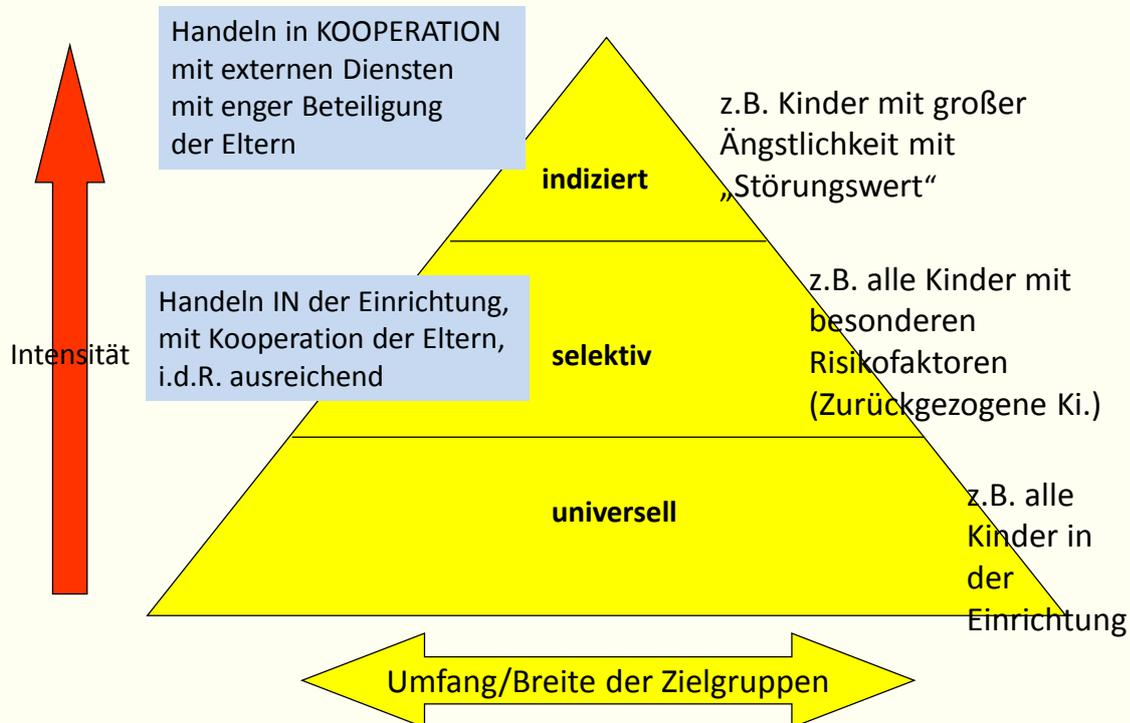 Handeln in KOOPERATION
mit externen Diensten
mit enger Beteiligung
der Eltern
indiziert
z.B. Kinder mit großer
Ängstlichkeit mit
„Störungswert“
Intensität
Handeln IN der Einrichtung,
mit Kooperation der Eltern,
i.d.R. ausreichend
selektiv
z.B. alle Kinder mit
besonderen
Risikofaktoren
(Zurückgezogene Ki.)
universell
z.B. alle
Kinder in
der
Einrichtung
Umfang/Breite der Zielgruppen